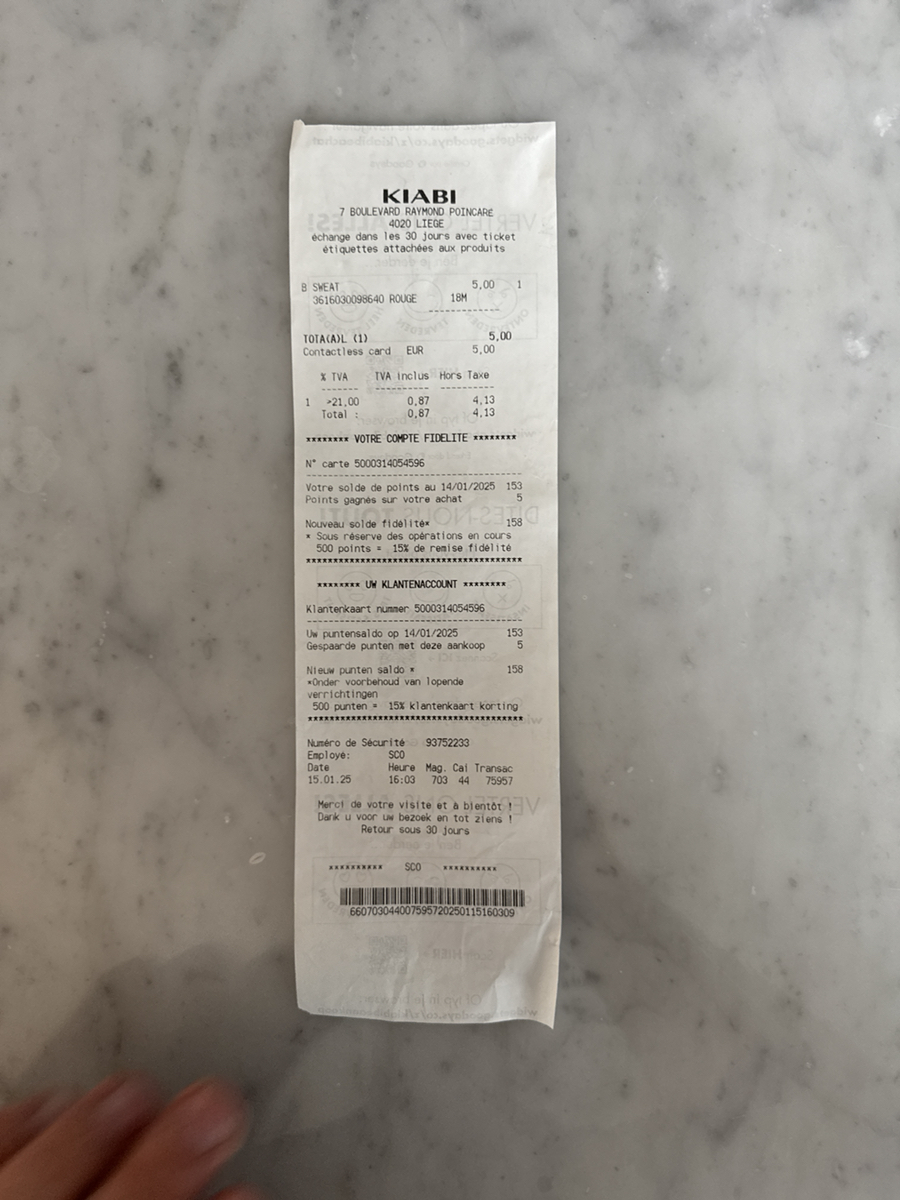 KIABI
7 BOULEVARD RAYMOND POINCARE
4020 LIEGE
échange dans les 30 jours avec ticket
étiquettes attachées aux produits
B SWEAT 5,00 1
3616030098640 ROUGE 18M
TOTA(A)L (1) 5,00
Contactless card EUR 5,00
% TVA TVA inclus Hors Taxe
1 21,00 0,87 4,13
Total : 0,87 4,13
******** VOTRE COMPTE FIDELITE ********
N° carte 5000314054596
Votre solde de points au 14/01/2025 153
Points gagnés sur votre achat 5
Nouveau solde fidélité* 158
* Sous réserve des opérations en cours
500 points = 15% de remise fidélité
******** UW KLANTENACCOUNT ********
Klantenkaart nummer 5000314054596
Uw puntensaldo op 14/01/2025 153
Gespaarde punten met deze aankoop 5
Nieuw punten saldo * 158
*Onder voorbehoud van lopende
verrichtingen
500 punten = 15% klantenkaart korting
Numéro de Sécurité 93752233
Employé: SCO
Date Heure Mag. Cai Transac
15.01.25 16:03 703 44 75957
Merci de votre visite et à bientôt !
Dank u voor uw bezoek en tot ziens !
Retour sous 30 jours
********** SCO **********
660703044007595720250115160309